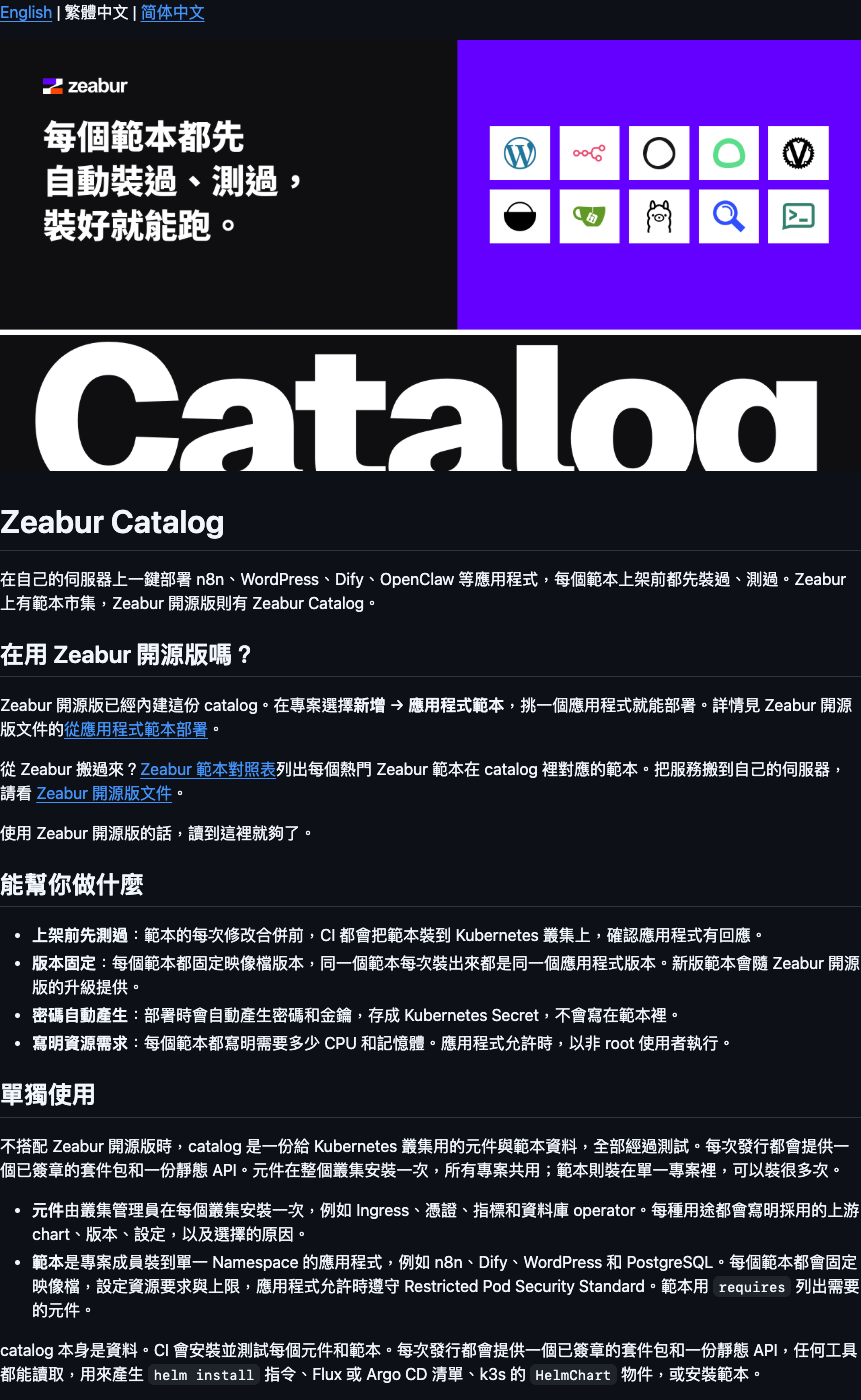 English | 繁體中文 | 简体中文
zeabur
每個範本都先
自動裝過、測過，
裝好就能跑。
Catalog
Zeabur Catalog
在自己的伺服器上一鍵部署 n8n、WordPress、Dify、OpenClaw 等應用程式，每個範本上架前都先裝過、測過。Zeabur
上有範本市集，Zeabur 開源版則有 Zeabur Catalog。
在用 Zeabur 開源版嗎？
Zeabur 開源版已經內建這份 catalog。在專案選擇新增 → 應用程式範本，挑一個應用程式就能部署。詳情見 Zeabur 開源
版文件的從應用程式範本部署。
從 Zeabur 搬過來？Zeabur 範本對照表列出每個熱門 Zeabur 範本在 catalog 裡對應的範本。把服務搬到自己的伺服器，
請看 Zeabur 開源版文件。
使用 Zeabur 開源版的話，讀到這裡就夠了。
能幫你做什麼
• 上架前先測過：範本的每次修改合併前，CI 都會把範本裝到 Kubernetes 叢集上，確認應用程式有回應。
• 版本固定：每個範本都固定映像檔版本，同一個範本每次裝出來都是同一個應用程式版本。新版範本會隨 Zeabur 開源
版的升級提供。
• 密碼自動產生：部署時會自動產生密碼和金鑰，存成 Kubernetes Secret，不會寫在範本裡。
• 寫明資源需求：每個範本都寫明需要多少 CPU 和記憶體。應用程式允許時，以非 root 使用者執行。
單獨使用
不搭配 Zeabur 開源版時，catalog 是一份給 Kubernetes 叢集用的元件與範本資料，全部經過測試。每次發行都會提供一
個已簽章的套件包和一份靜態 API。元件在整個叢集安裝一次，所有專案共用；範本則裝在單一專案裡，可以裝很多次。
• 元件由叢集管理員在每個叢集安裝一次，例如 Ingress、憑證、指標和資料庫 operator。每種用途都會寫明採用的上游
chart、版本、設定，以及選擇的原因。
• 範本是專案成員裝到單一 Namespace 的應用程式，例如 n8n、Dify、WordPress 和 PostgreSQL。每個範本都會固定
映像檔，設定資源要求與上限，應用程式允許時遵守 Restricted Pod Security Standard。範本用 requires 列出需要
的元件。
catalog 本身是資料。CI 會安裝並測試每個元件和範本。每次發行都會提供一個已簽章的套件包和一份靜態 API，任何工具
都能讀取，用來產生 helm install 指令、Flux 或 Argo CD 清單、k3s 的 HelmChart 物件，或安裝範本。